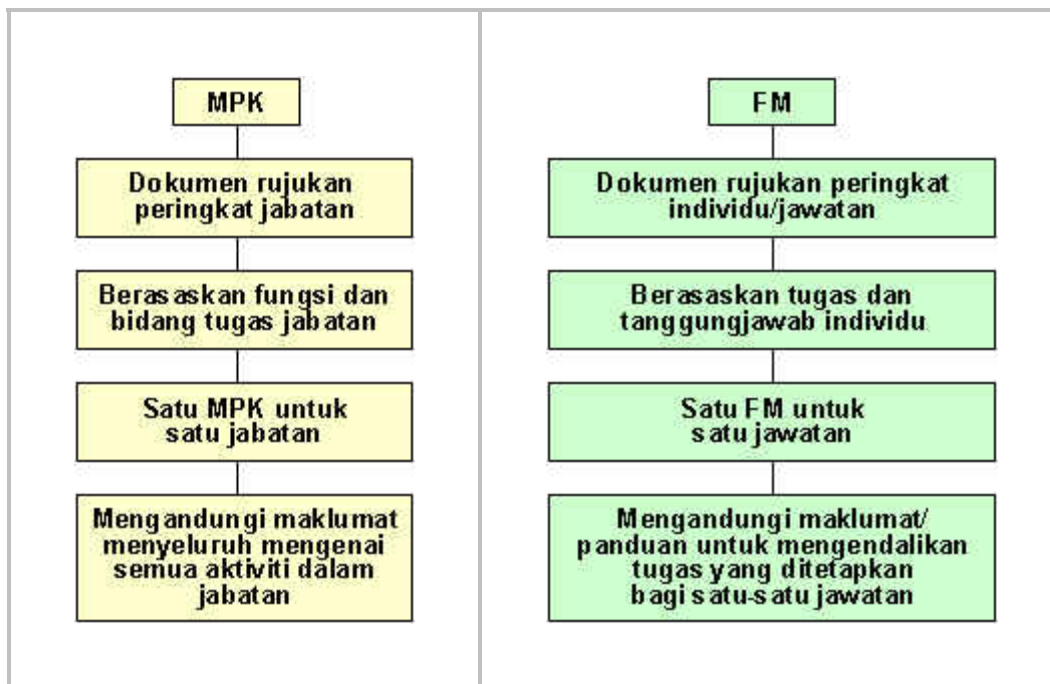 MPK
Dokumen rujukan
peringkat jabatan
Berasaskan fungsi dan
bidang tugas jabatan
Satu MPK untuk
satu jabatan
Mengandungi maklumat
menyeluruh mengenai
semua aktiviti dalam
jabatan
FM
Dokumen rujukan peringkat
individu/jawatan
Berasaskan tugas dan
tanggungjawab individu
Satu FM untuk
satu jawatan
Mengandungi maklumat/
panduan untuk mengendalikan
tugas yang ditetapkan
bagi satu-satu jawatan